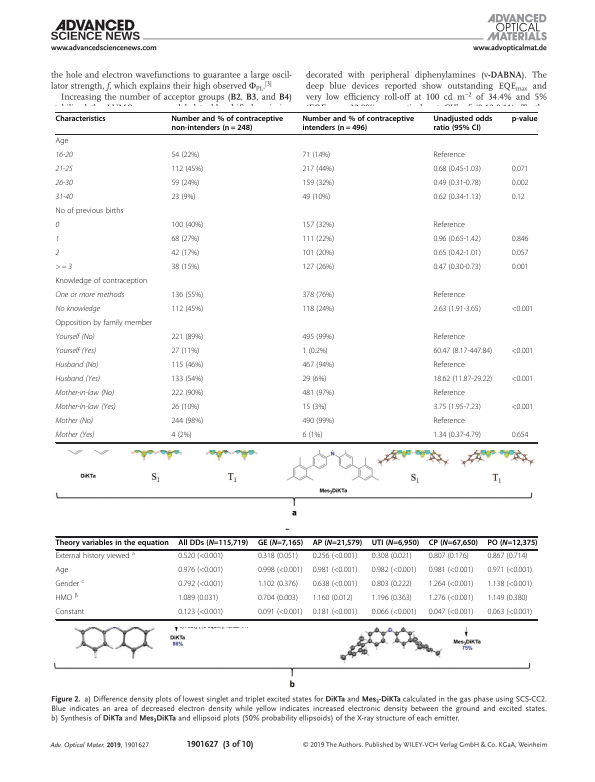 ADVANCED
SCIENCE NEWS
www.advancedsciencenews.com
ADVANCED
OPTICAL
MATERIALS
www.advopticalmat.de
the hole and electron wavefunctions to guarantee a large oscil-
lator strength, f, which explains their high observed ΦPL.[3]
Increasing the number of acceptor groups (B2, B3, and B4)
decorated with peripheral diphenylamines (ν-DABNA). The
deep blue devices reported show outstanding EQEmax and
very low efficiency roll-off at 100 cd m−2 of 34.4% and 5%
Characteristics Number and % of contraceptive non-intenders (n = 248) Number and % of contraceptive intenders (n = 496) Unadjusted odds ratio (95% CI) p-value
Age
16-20 54 (22%) 71 (14%) Reference
21-25 112 (45%) 217 (44%) 0.68 (0.45-1.03) 0.071
26-30 59 (24%) 159 (32%) 0.49 (0.31-0.78) 0.002
31-40 23 (9%) 49 (10%) 0.62 (0.34-1.13) 0.12
No of previous births
0 100 (40%) 157 (32%) Reference
1 68 (27%) 111 (22%) 0.96 (0.65-1.42) 0.846
2 42 (17%) 101 (20%) 0.65 (0.42-1.01) 0.057
> = 3 38 (15%) 127 (26%) 0.47 (0.30-0.73) 0.001
Knowledge of contraception
One or more methods 136 (55%) 378 (76%) Reference
No knowledge 112 (45%) 118 (24%) 2.63 (1.91-3.65) <0.001
Opposition by family member
Yourself (No) 221 (89%) 495 (99%) Reference
Yourself (Yes) 27 (11%) 1 (0.2%) 60.47 (8.17-447.84) <0.001
Husband (No) 115 (46%) 467 (94%) Reference
Husband (Yes) 133 (54%) 29 (6%) 18.62 (11.87-29.22) <0.001
Mother-in-law (No) 222 (90%) 481 (97%) Reference
Mother-in-law (Yes) 26 (10%) 15 (3%) 3.75 (1.95-7.23) <0.001
Mother (No) 244 (98%) 490 (99%) Reference
Mother (Yes) 4 (2%) 6 (1%) 1.34 (0.37-4.79) 0.654
N
DiKTa S1 T1 Mes3DiKTa S1 T1
a
Theory variables in the equation All DDs (N=115,719) GE (N=7,165) AP (N=21,579) UTI (N=6,950) CP (N=67,650) PO (N=12,375)
External history viewed a 0.520 (<0.001) 0.318 (0.051) 0.256 (<0.001) 0.308 (0.021) 0.807 (0.176) 0.867 (0.714)
Age 0.976 (<0.001) 0.998 (<0.001) 0.981 (<0.001) 0.982 (<0.001) 0.981 (<0.001) 0.971 (<0.001)
Gender c 0.792 (<0.001) 1.102 (0.376) 0.638 (<0.001) 0.803 (0.222) 1.264 (<0.001) 1.138 (<0.001)
HMO B 1.089 (0.031) 0.704 (0.003) 1.160 (0.012) 1.196 (0.363) 1.276 (<0.001) 1.149 (0.380)
Constant 0.123 (<0.001) 0.091 (<0.001) 0.181 (<0.001) 0.066 (<0.001) 0.047 (<0.001) 0.063 (<0.001)
DiKTa
86%
Mes3DiKTa
75%
b
Figure 2. a) Difference density plots of lowest singlet and triplet excited states for DiKTa and Mes3-DiKTa calculated in the gas phase using SCS-CC2.
Blue indicates an area of decreased electron density while yellow indicates increased electronic density between the ground and excited states.
b) Synthesis of DiKTa and Mes3DiKTa and ellipsoid plots (50% probability ellipsoids) of the X-ray structure of each emitter.
Adv. Optical Mater. 2019, 1901627 1901627 (3 of 10) © 2019 The Authors. Published by WILEY-VCH Verlag GmbH & Co. KGaA, Weinheim